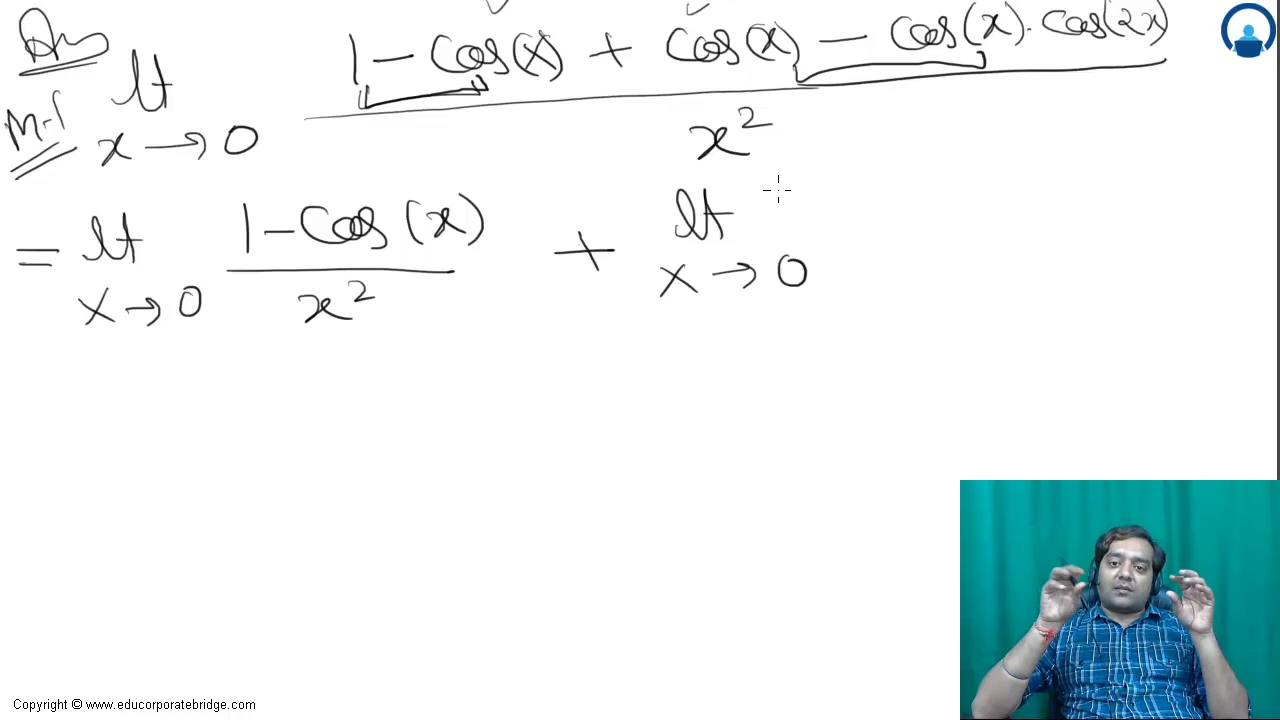 Ans
M-1 lt x → 0 (1 - cos(x) + cos(x) - cos(x) · cos(2x)) / x²
= lt x → 0 (1 - cos(x)) / x² + lt x → 0
Copyright © www.educorporatebridge.com